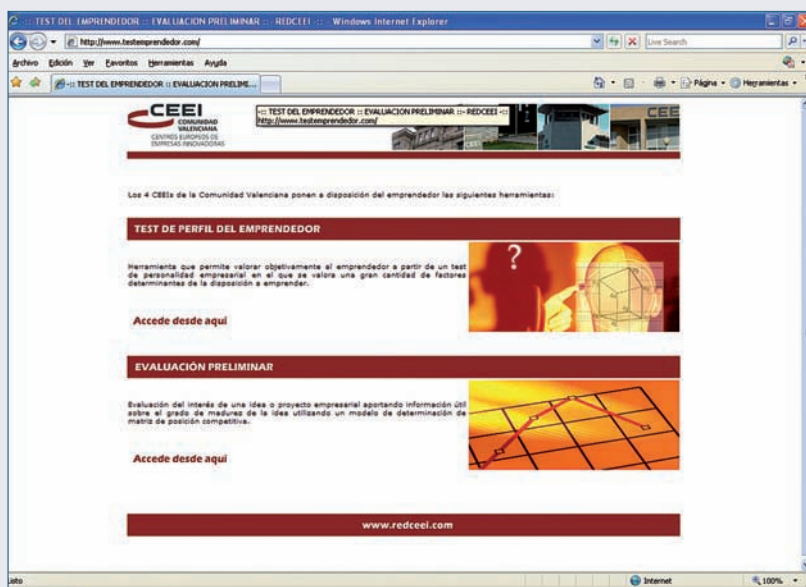 -:: TEST DEL EMPRENDEDOR :: EVALUACION PRELIMINAR ::- REDCEEI -:: - Windows Internet Explorer
http://www.testemprendedor.com/
Live Search
Archivo Edición Ver Favoritos Herramientas Ayuda
-:: TEST DEL EMPRENDEDOR :: EVALUACION PRELIMI...
Página
Herramientas
CEEI
COMUNIDAD
VALENCIANA
CENTROS EUROPEOS DE
EMPRESAS INNOVADORAS
-:: TEST DEL EMPRENDEDOR :: EVALUACION PRELIMINAR ::- REDCEEI -::
http://www.testemprendedor.com/
CEE
Los 4 CEEIs de la Comunidad Valenciana ponen a disposición del emprendedor las siguientes herramientas:
TEST DE PERFIL DEL EMPRENDEDOR
Herramienta que permite valorar objetivamente al emprendedor a partir de un test
de personalidad empresarial en el que se valora una gran cantidad de factores
determinantes de la disposición a emprender.
?
Accede desde aquí
EVALUACIÓN PRELIMINAR
Evaluación del interés de una idea o proyecto empresarial aportando información útil
sobre el grado de madurez de la idea utilizando un modelo de determinación de
matriz de posición competitiva.
Accede desde aquí
www.redceei.com
Listo
Internet
100%